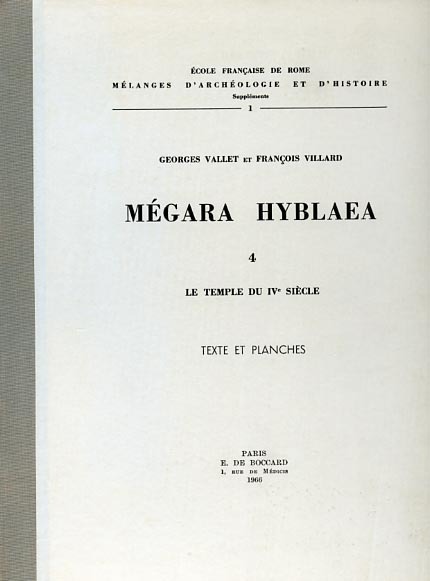 ÉCOLE FRANÇAISE DE ROME
MÉLANGES D'ARCHÉOLOGIE ET D'HISTOIRE
Suppléments
1
GEORGES VALLET ET FRANÇOIS VILLARD
MÉGARA HYBLAEA
4
LE TEMPLE DU IVe SIÈCLE
TEXTE ET PLANCHES
PARIS
E. DE BOCCARD
1, RUE DE MÉDICIS
1966